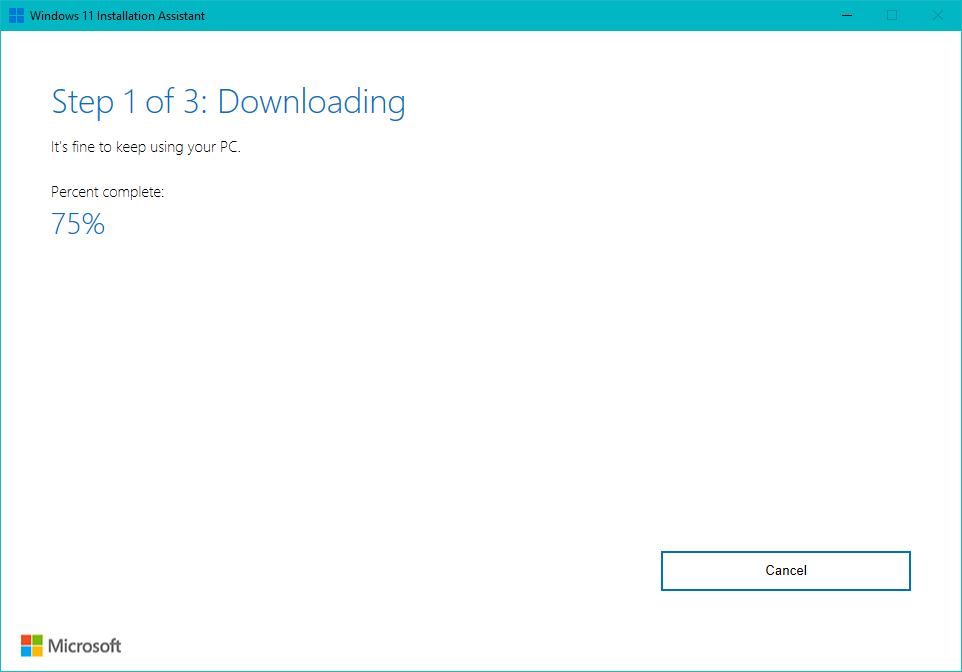 Windows 11 Installation Assistant
Step 1 of 3: Downloading
It's fine to keep using your PC.
Percent complete:
75%
Cancel
Microsoft